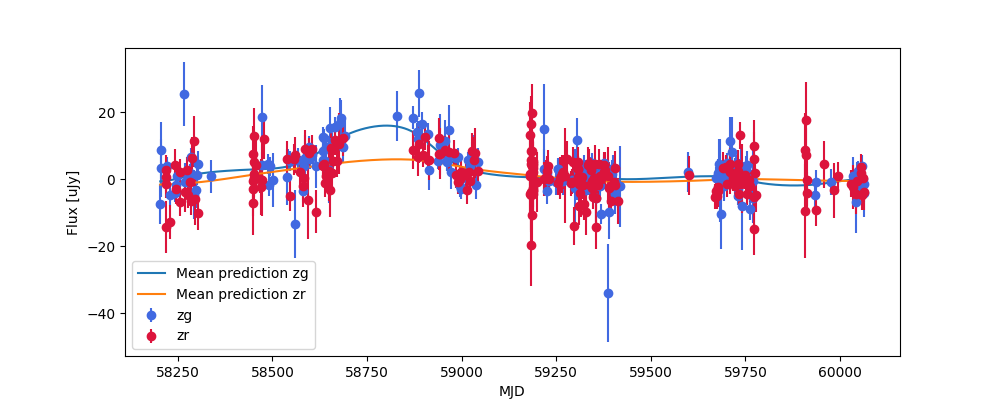 20
0
−20
−40
Flux [uJy]
58250 58500 58750 59000 59250 59500 59750 60000
MJD
Mean prediction zg
Mean prediction zr
zg
zr